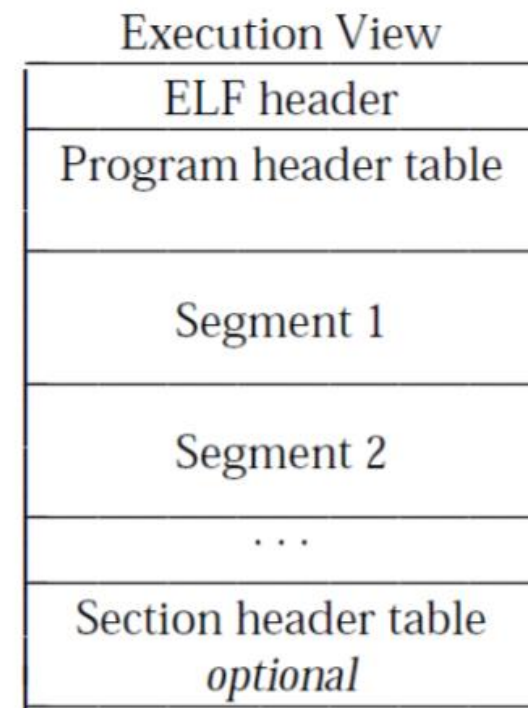 Execution View
ELF header
Program header table
Segment 1
Segment 2
. . .
Section header table
optional